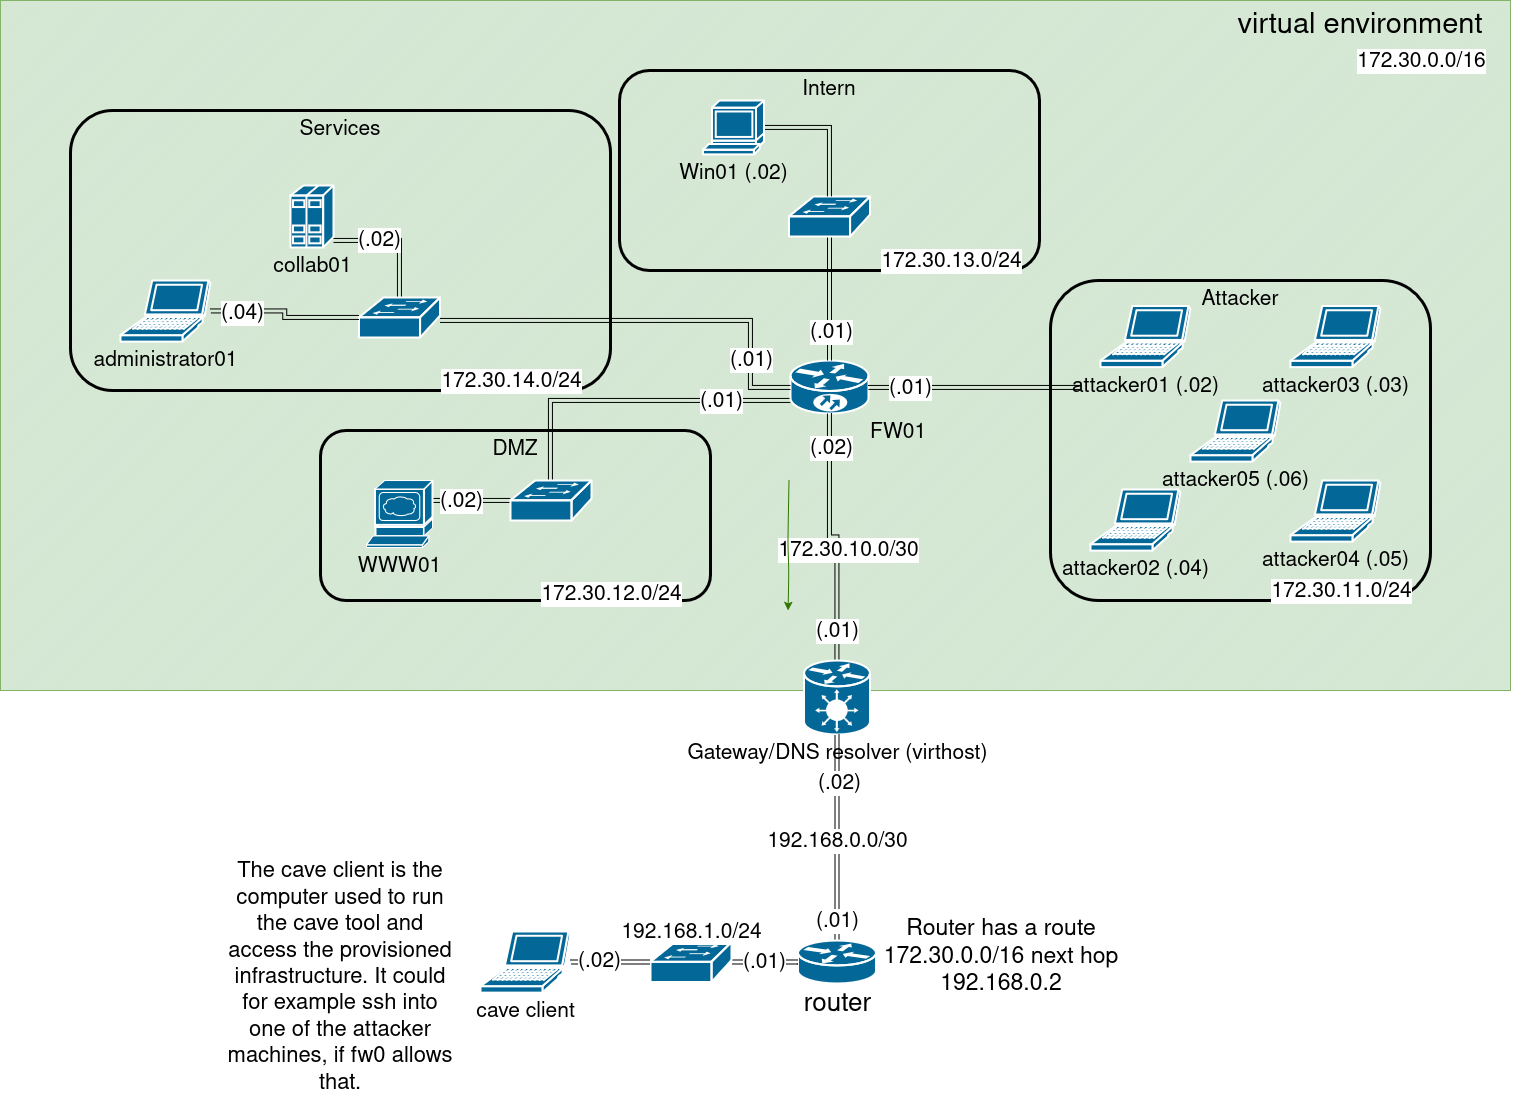 virtual environment
172.30.0.0/16
Intern
Win01 (.02)
172.30.13.0/24
(.01)
Services
collab01
(.02)
administrator01
(.04)
172.30.14.0/24
(.01)
Attacker
attacker01 (.02)
attacker03 (.03)
attacker05 (.06)
attacker02 (.04)
attacker04 (.05)
172.30.11.0/24
(.01)
FW01
(.01)
(.02)
DMZ
(.02)
WWW01
172.30.12.0/24
172.30.10.0/30
(.01)
Gateway/DNS resolver (virthost)
(.02)
192.168.0.0/30
(.01)
Router has a route
172.30.0.0/16 next hop
192.168.0.2
router
(.01)
192.168.1.0/24
(.02)
cave client
The cave client is the
computer used to run
the cave tool and
access the provisioned
infrastructure. It could
for example ssh into
one of the attacker
machines, if fw0 allows
that.